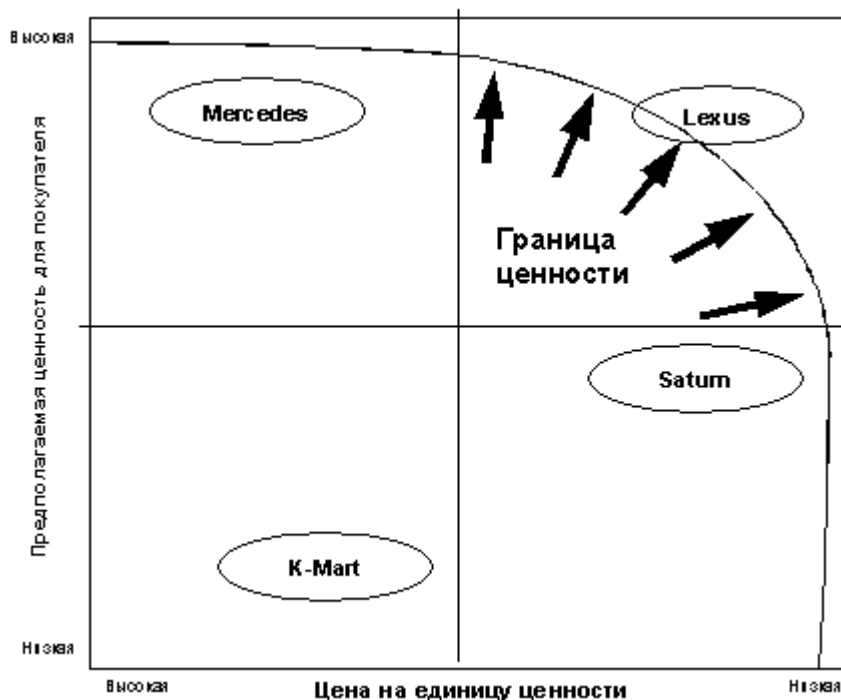 Высокая
Mercedes
Lexus
Граница
ценности
Saturn
K-Mart
Предполагаемая ценность для покупателя
Низкая
Высокая
Цена на единицу ценности
Низкая